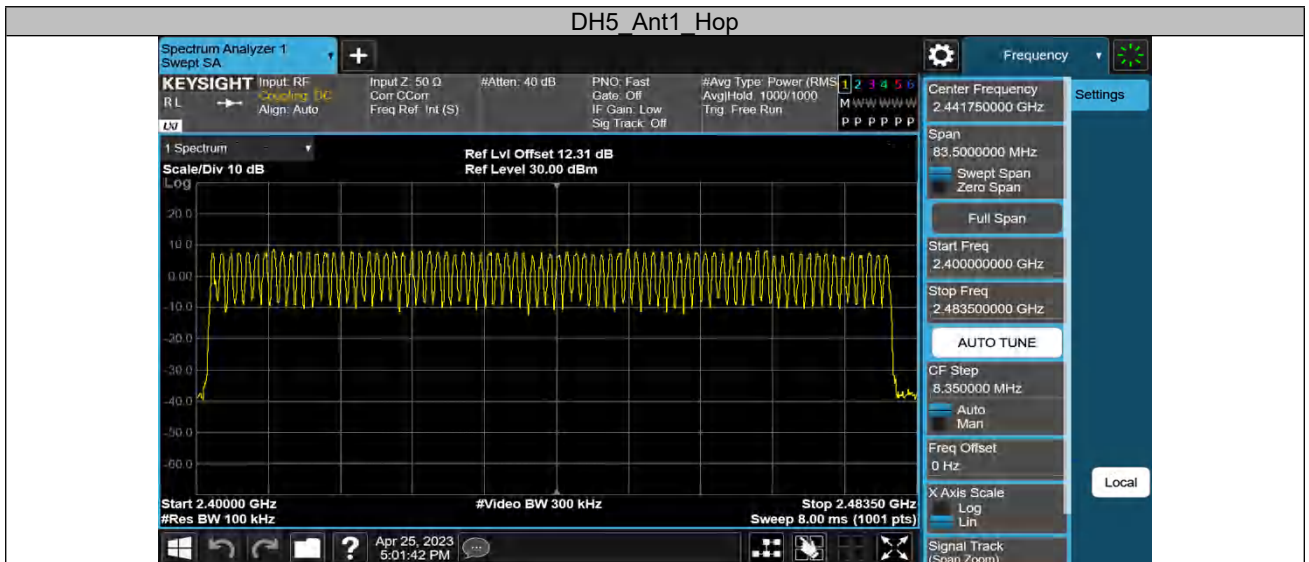 DH5_Ant1_Hop
Spectrum Analyzer 1
Swept SA
Frequency
KEYSIGHT
RL
LXI
Input: RF
Coupling: DC
Align: Auto
Input Z: 50 Ω
Corr CCorr
Freq Ref: Int (S)
#Atten: 40 dB
PNO: Fast
Gate: Off
IF Gain: Low
Sig Track: Off
#Avg Type: Power (RMS
Avg|Hold: 1000/1000
Trig: Free Run
1 2 3 4 5 6
M W W W W W
P P P P P P
1 Spectrum
Scale/Div 10 dB
Ref Lvl Offset 12.31 dB
Ref Level 30.00 dBm
Log
20.0
10.0
0.00
-10.0
-20.0
-30.0
-40.0
-50.0
-60.0
Start 2.40000 GHz
#Res BW 100 kHz
#Video BW 300 kHz
Stop 2.48350 GHz
Sweep 8.00 ms (1001 pts)
Apr 25, 2023
5:01:42 PM
Center Frequency
2.441750000 GHz
Span
83.5000000 MHz
Swept Span
Zero Span
Full Span
Start Freq
2.400000000 GHz
Stop Freq
2.483500000 GHz
AUTO TUNE
CF Step
8.350000 MHz
Auto
Man
Freq Offset
0 Hz
X Axis Scale
Log
Lin
Signal Track
(Span Zoom)
Settings
Local